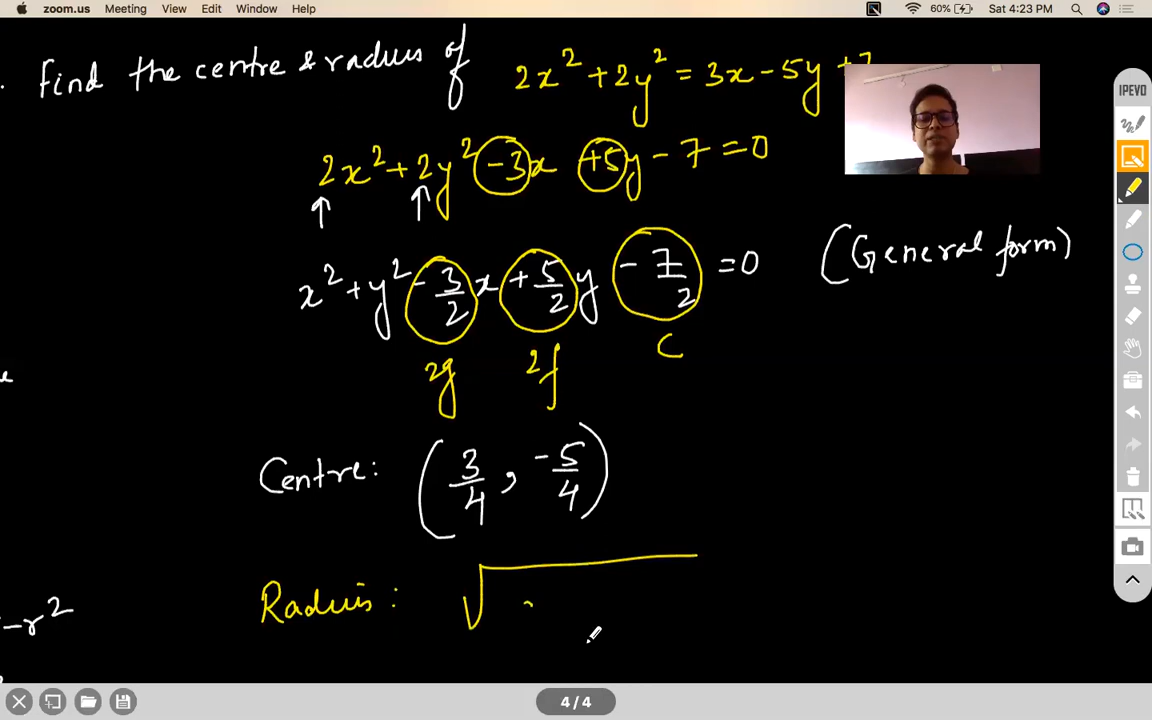 zoom.us Meeting View Edit Window Help 60% Sat 4:23 PM
Find the centre & radius of 2x² + 2y² = 3x - 5y +
IPEVO
2x² + 2y² - 3x + 5y - 7 = 0
x² + y² - 3/2 x + 5/2 y - 7/2 = 0 (General form)
2g 2f c
Centre: (3/4, -5/4)
Radius: √
- r²
4 / 4